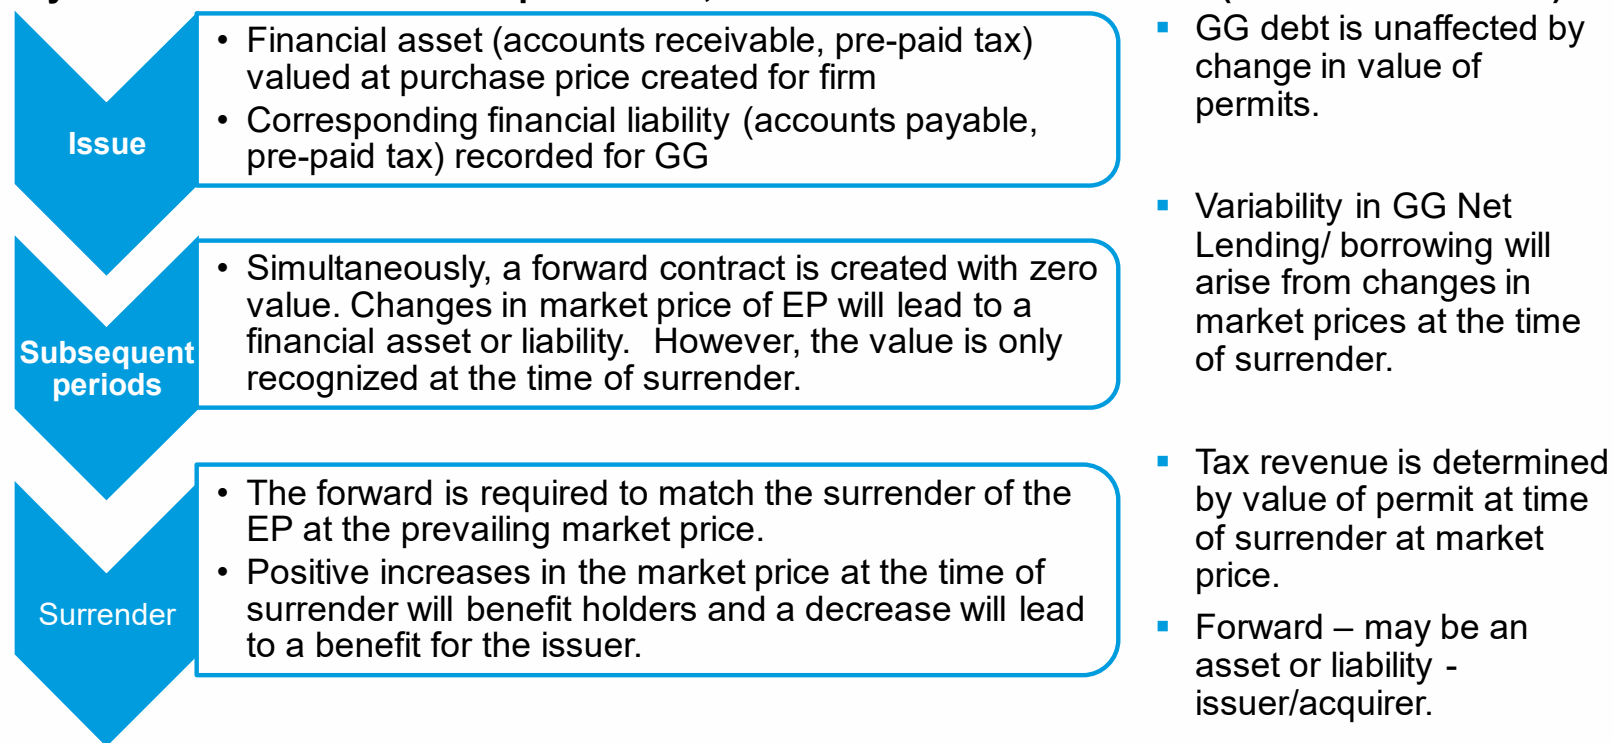 Issue
• Financial asset (accounts receivable, pre-paid tax)
valued at purchase price created for firm
• Corresponding financial liability (accounts payable,
pre-paid tax) recorded for GG
Subsequent
periods
• Simultaneously, a forward contract is created with zero
value. Changes in market price of EP will lead to a
financial asset or liability.  However, the value is only
recognized at the time of surrender.
Surrender
• The forward is required to match the surrender of the
EP at the prevailing market price.
• Positive increases in the market price at the time of
surrender will benefit holders and a decrease will lead
to a benefit for the issuer.
▪ GG debt is unaffected by
change in value of
permits.
▪ Variability in GG Net
Lending/ borrowing will
arise from changes in
market prices at the time
of surrender.
▪ Tax revenue is determined
by value of permit at time
of surrender at market
price.
▪ Forward – may be an
asset or liability -
issuer/acquirer.